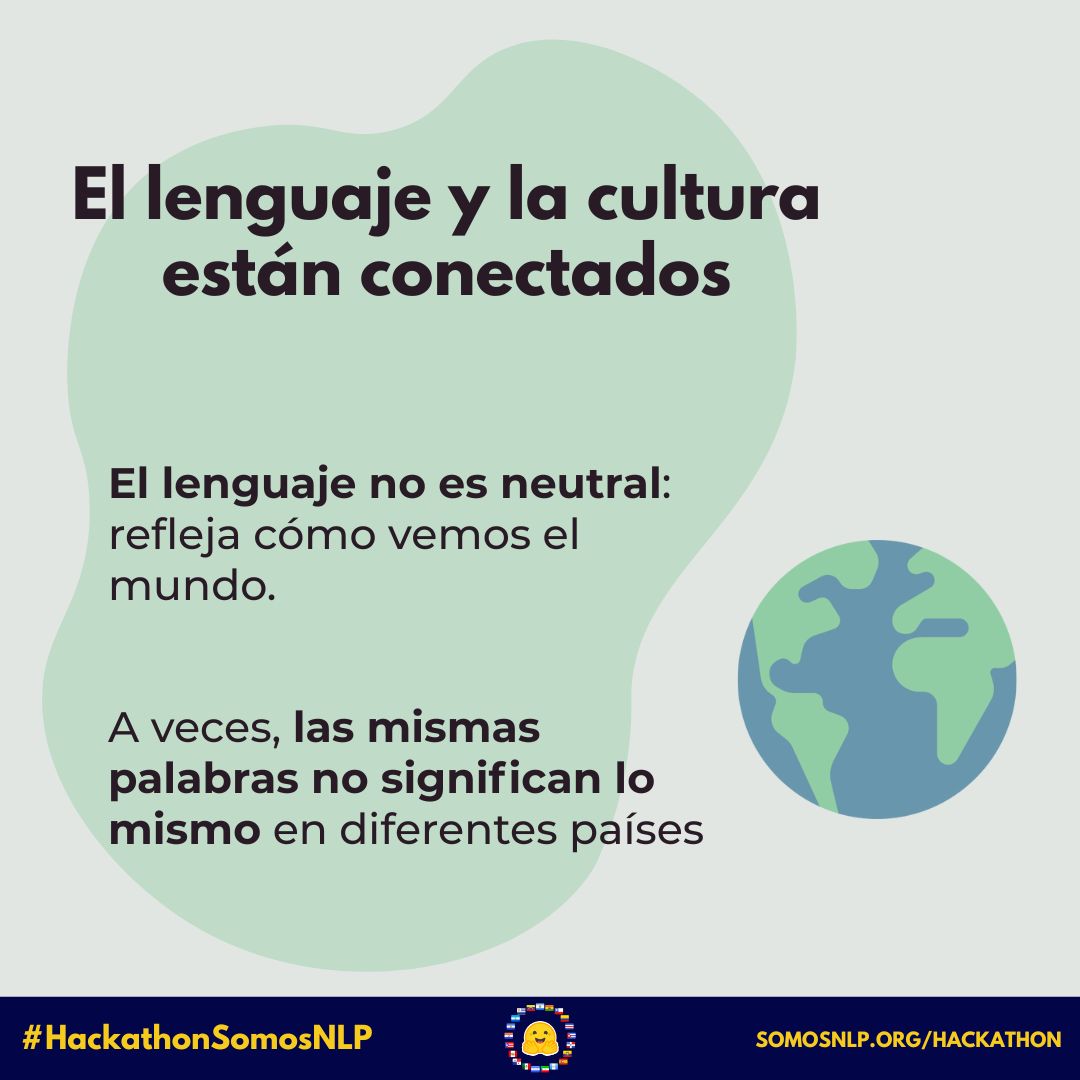 El lenguaje y la cultura
están conectados
El lenguaje no es neutral:
refleja cómo vemos el
mundo.
A veces, las mismas
palabras no significan lo
mismo en diferentes países
#HackathonSomosNLP
SOMOSNLP.ORG/HACKATHON